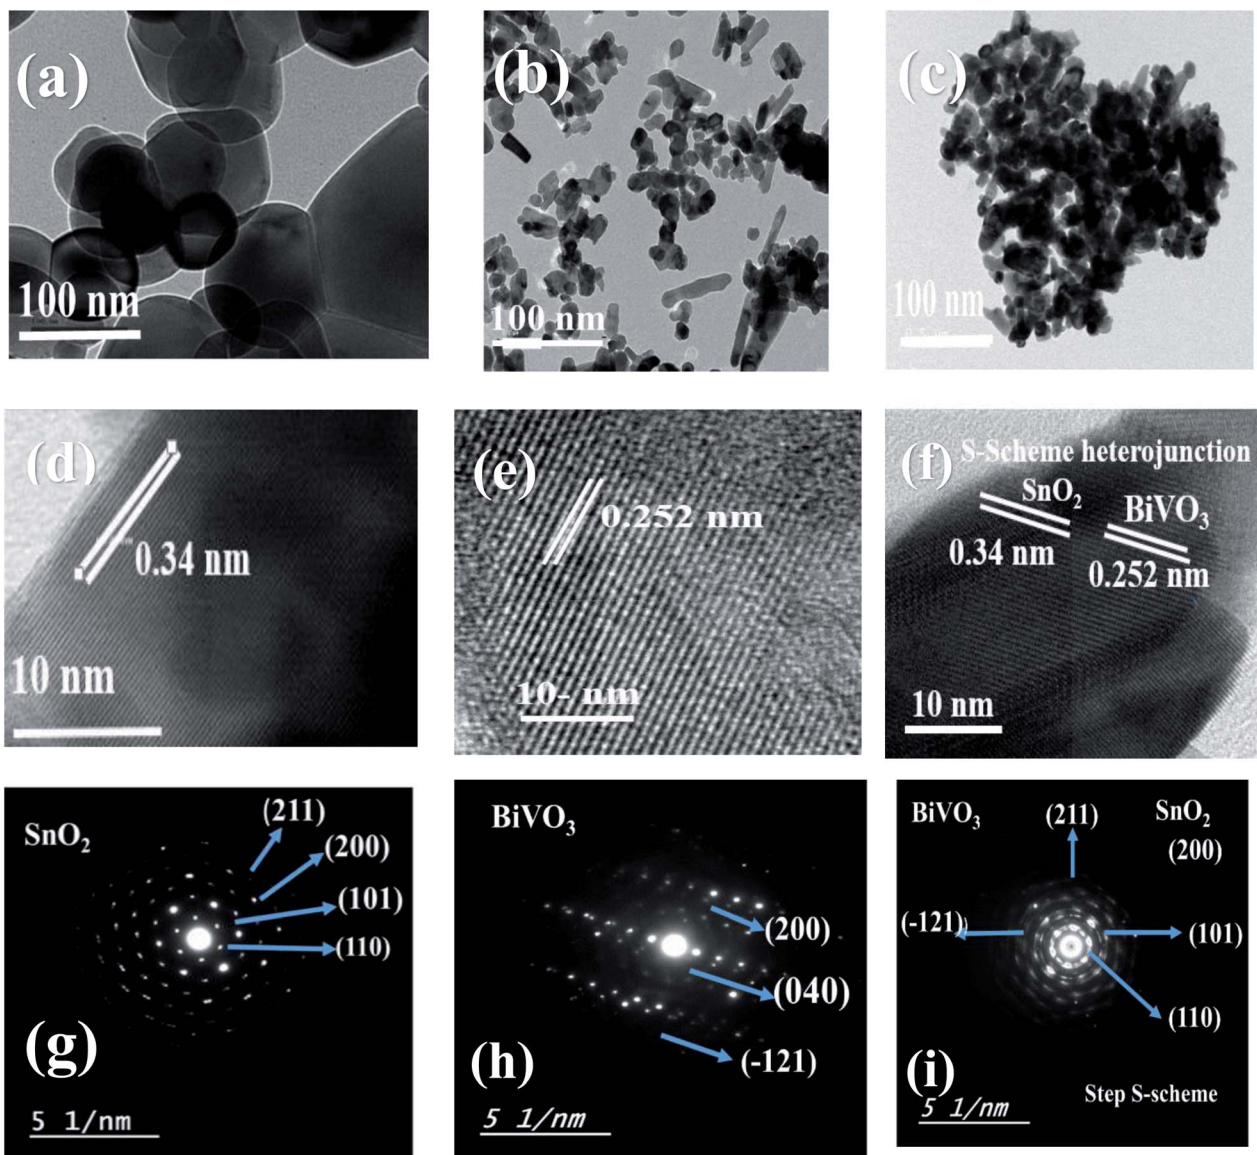 (a)
100 nm
(b)
100 nm
(c)
100 nm
(d)
0.34 nm
10 nm
(e)
0.252 nm
10- nm
(f)
S-Scheme heterojunction
SnO₂
BiVO₃
0.34 nm
0.252 nm
10 nm
SnO₂
(211)
(200)
(101)
(110)
(g)
5 1/nm
BiVO₃
(200)
(040)
(-121)
(h)
5 1/nm
BiVO₃
(211)
SnO₂
(200)
(-121)
(101)
(110)
(i)
5 1/nm
Step S-scheme